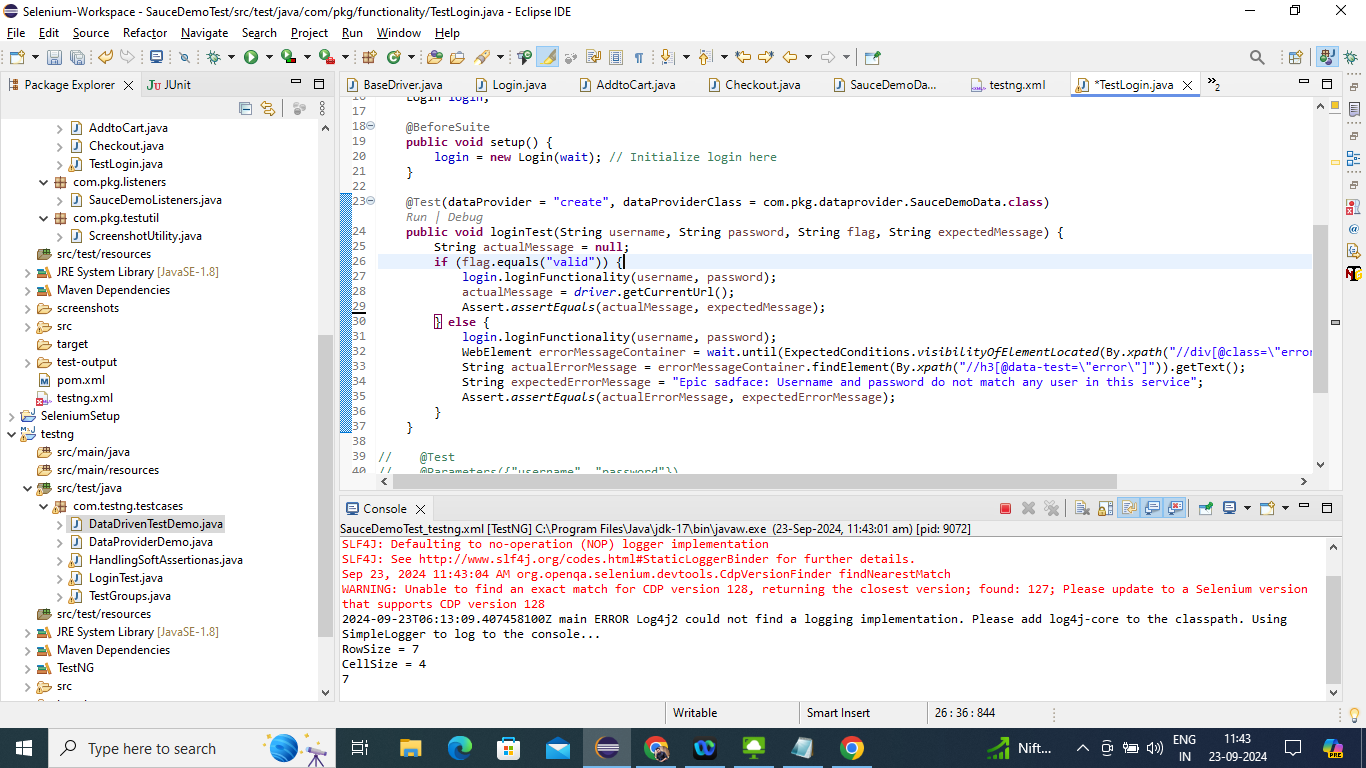 Selenium-Workspace - SauceDemoTest/src/test/java/com/pkg/functionality/TestLogin.java - Eclipse IDE
File Edit Source Refactor Navigate Search Project Run Window Help
Package Explorer JUnit
BaseDriver.java Login.java AddtoCart.java Checkout.java SauceDemoDa... testng.xml *TestLogin.java »2
AddtoCart.java
Checkout.java
TestLogin.java
com.pkg.listeners
SauceDemoListeners.java
com.pkg.testutil
ScreenshotUtility.java
src/test/resources
JRE System Library [JavaSE-1.8]
Maven Dependencies
screenshots
src
target
test-output
pom.xml
testng.xml
SeleniumSetup
testng
src/main/java
src/main/resources
src/test/java
com.testng.testcases
DataDrivenTestDemo.java
DataProviderDemo.java
HandlingSoftAssertionas.java
LoginTest.java
TestGroups.java
src/test/resources
JRE System Library [JavaSE-1.8]
Maven Dependencies
TestNG
src
16 Login login;
17
18 @BeforeSuite
19 public void setup() {
20 login = new Login(wait); // Initialize login here
21 }
22
23 @Test(dataProvider = "create", dataProviderClass = com.pkg.dataprovider.SauceDemoData.class)
Run | Debug
24 public void loginTest(String username, String password, String flag, String expectedMessage) {
25 String actualMessage = null;
26 if (flag.equals("valid")) {
27 login.loginFunctionality(username, password);
28 actualMessage = driver.getCurrentUrl();
29 Assert.assertEquals(actualMessage, expectedMessage);
30 } else {
31 login.loginFunctionality(username, password);
32 WebElement errorMessageContainer = wait.until(ExpectedConditions.visibilityOfElementLocated(By.xpath("//div[@class=\"error
33 String actualErrorMessage = errorMessageContainer.findElement(By.xpath("//h3[@data-test=\"error\"]")).getText();
34 String expectedErrorMessage = "Epic sadface: Username and password do not match any user in this service";
35 Assert.assertEquals(actualErrorMessage, expectedErrorMessage);
36 }
37 }
38
39 // @Test
40 // @Parameters({"username", "password"})
Console
SauceDemoTest_testng.xml [TestNG] C:\Program Files\Java\jdk-17\bin\javaw.exe (23-Sep-2024, 11:43:01 am) [pid: 9072]
SLF4J: Defaulting to no-operation (NOP) logger implementation
SLF4J: See http://www.slf4j.org/codes.html#StaticLoggerBinder for further details.
Sep 23, 2024 11:43:04 AM org.openqa.selenium.devtools.CdpVersionFinder findNearestMatch
WARNING: Unable to find an exact match for CDP version 128, returning the closest version; found: 127; Please update to a Selenium version
that supports CDP version 128
2024-09-23T06:13:09.407458100Z main ERROR Log4j2 could not find a logging implementation. Please add log4j-core to the classpath. Using
SimpleLogger to log to the console...
RowSize = 7
CellSize = 4
7
Writable Smart Insert 26 : 36 : 844
Type here to search
Nift... ENG IN 11:43 23-09-2024